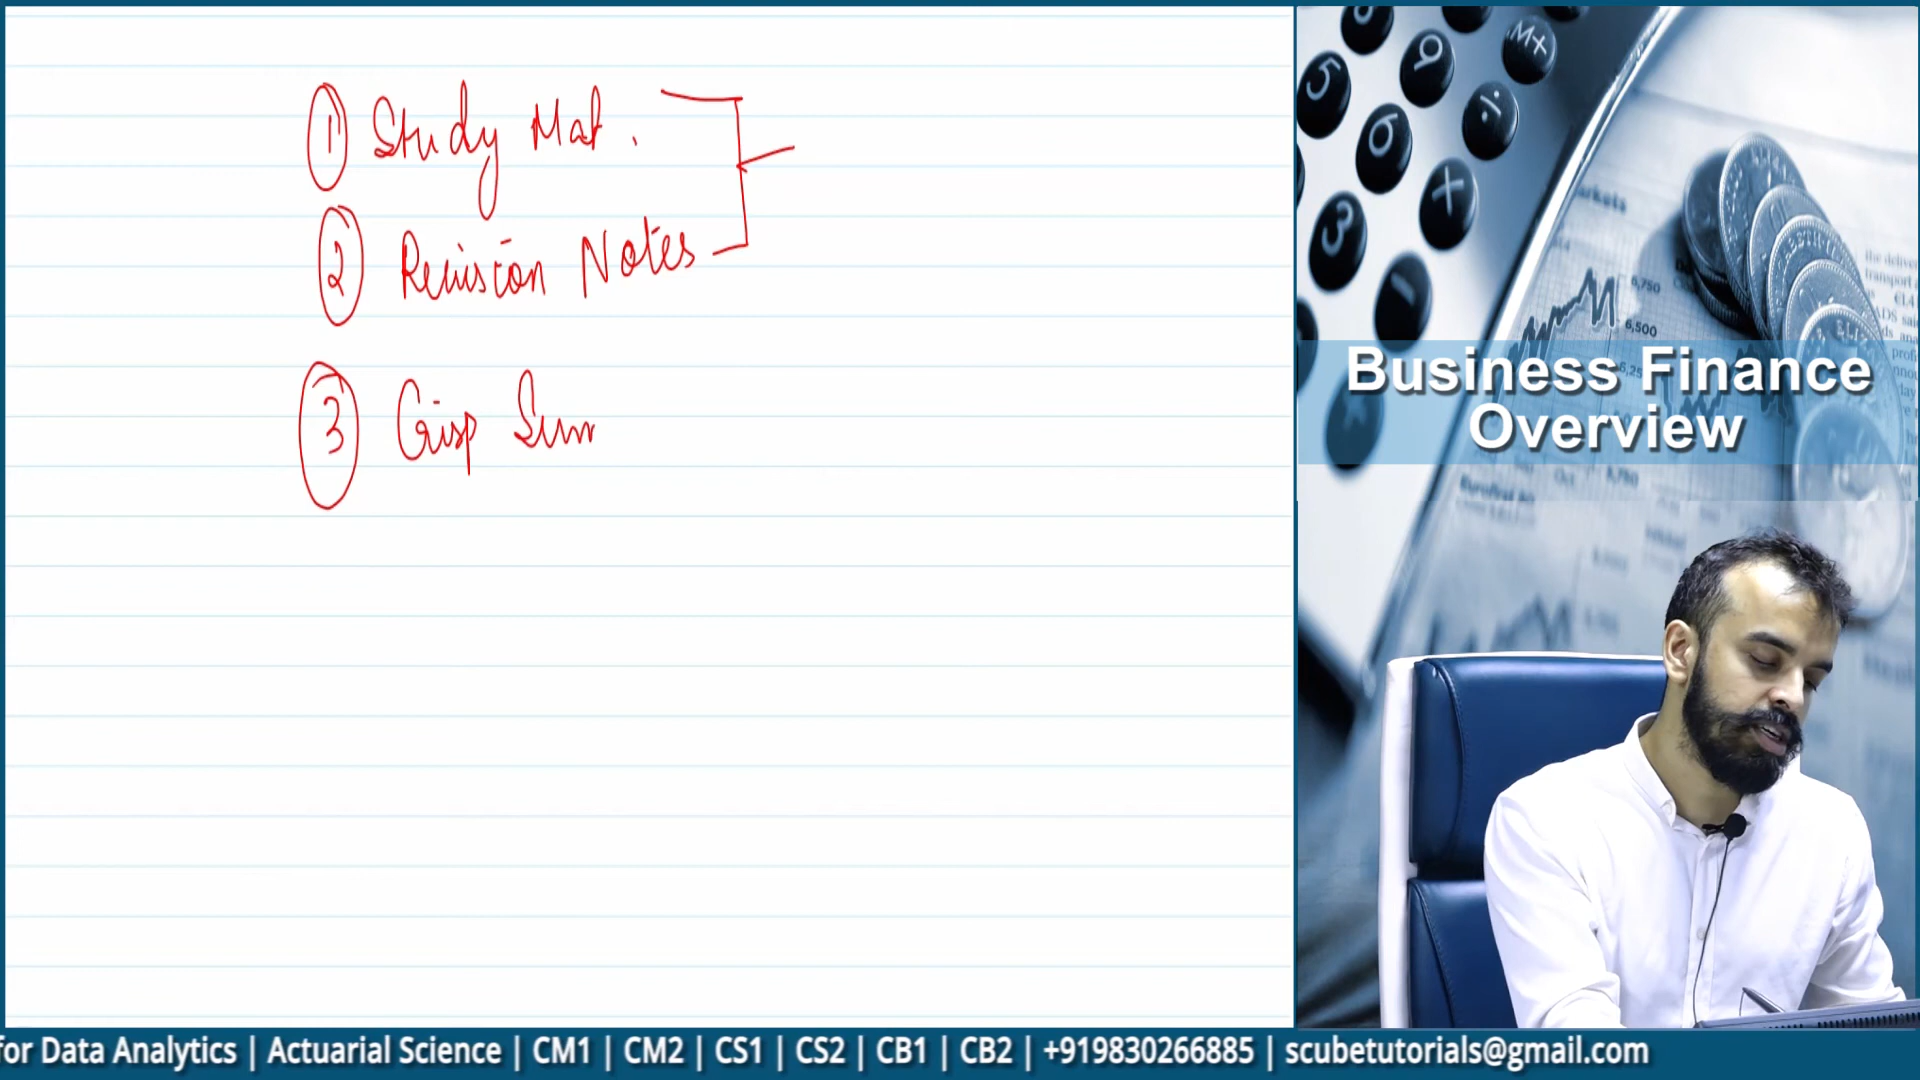 ① Study Mat.
② Revision Notes
③ Crisp Sum
Business Finance
Overview
for Data Analytics | Actuarial Science | CM1 | CM2 | CS1 | CS2 | CB1 | CB2 | +919830266885 | scubetutorials@gmail.com